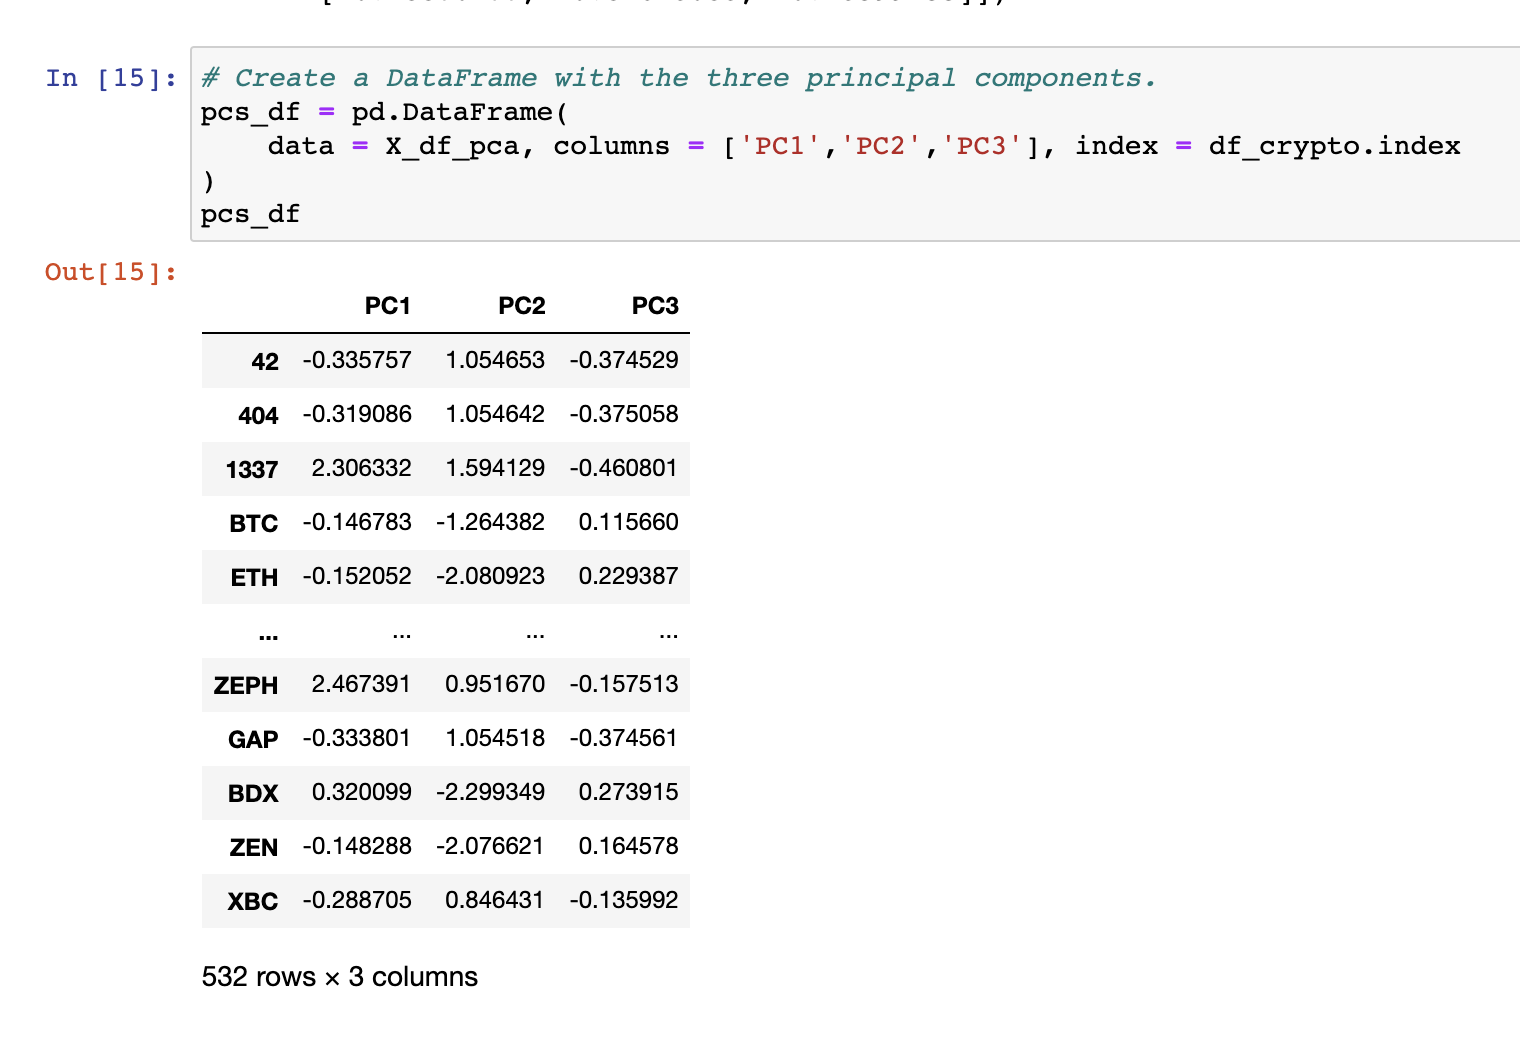 In [15]: # Create a DataFrame with the three principal components.
pcs_df = pd.DataFrame(
data = X_df_pca, columns = ['PC1','PC2','PC3'], index = df_crypto.index
)
pcs_df
Out[15]:
PC1 PC2 PC3
42 -0.335757 1.054653 -0.374529
404 -0.319086 1.054642 -0.375058
1337 2.306332 1.594129 -0.460801
BTC -0.146783 -1.264382 0.115660
ETH -0.152052 -2.080923 0.229387
... ... ... ...
ZEPH 2.467391 0.951670 -0.157513
GAP -0.333801 1.054518 -0.374561
BDX 0.320099 -2.299349 0.273915
ZEN -0.148288 -2.076621 0.164578
XBC -0.288705 0.846431 -0.135992
532 rows × 3 columns